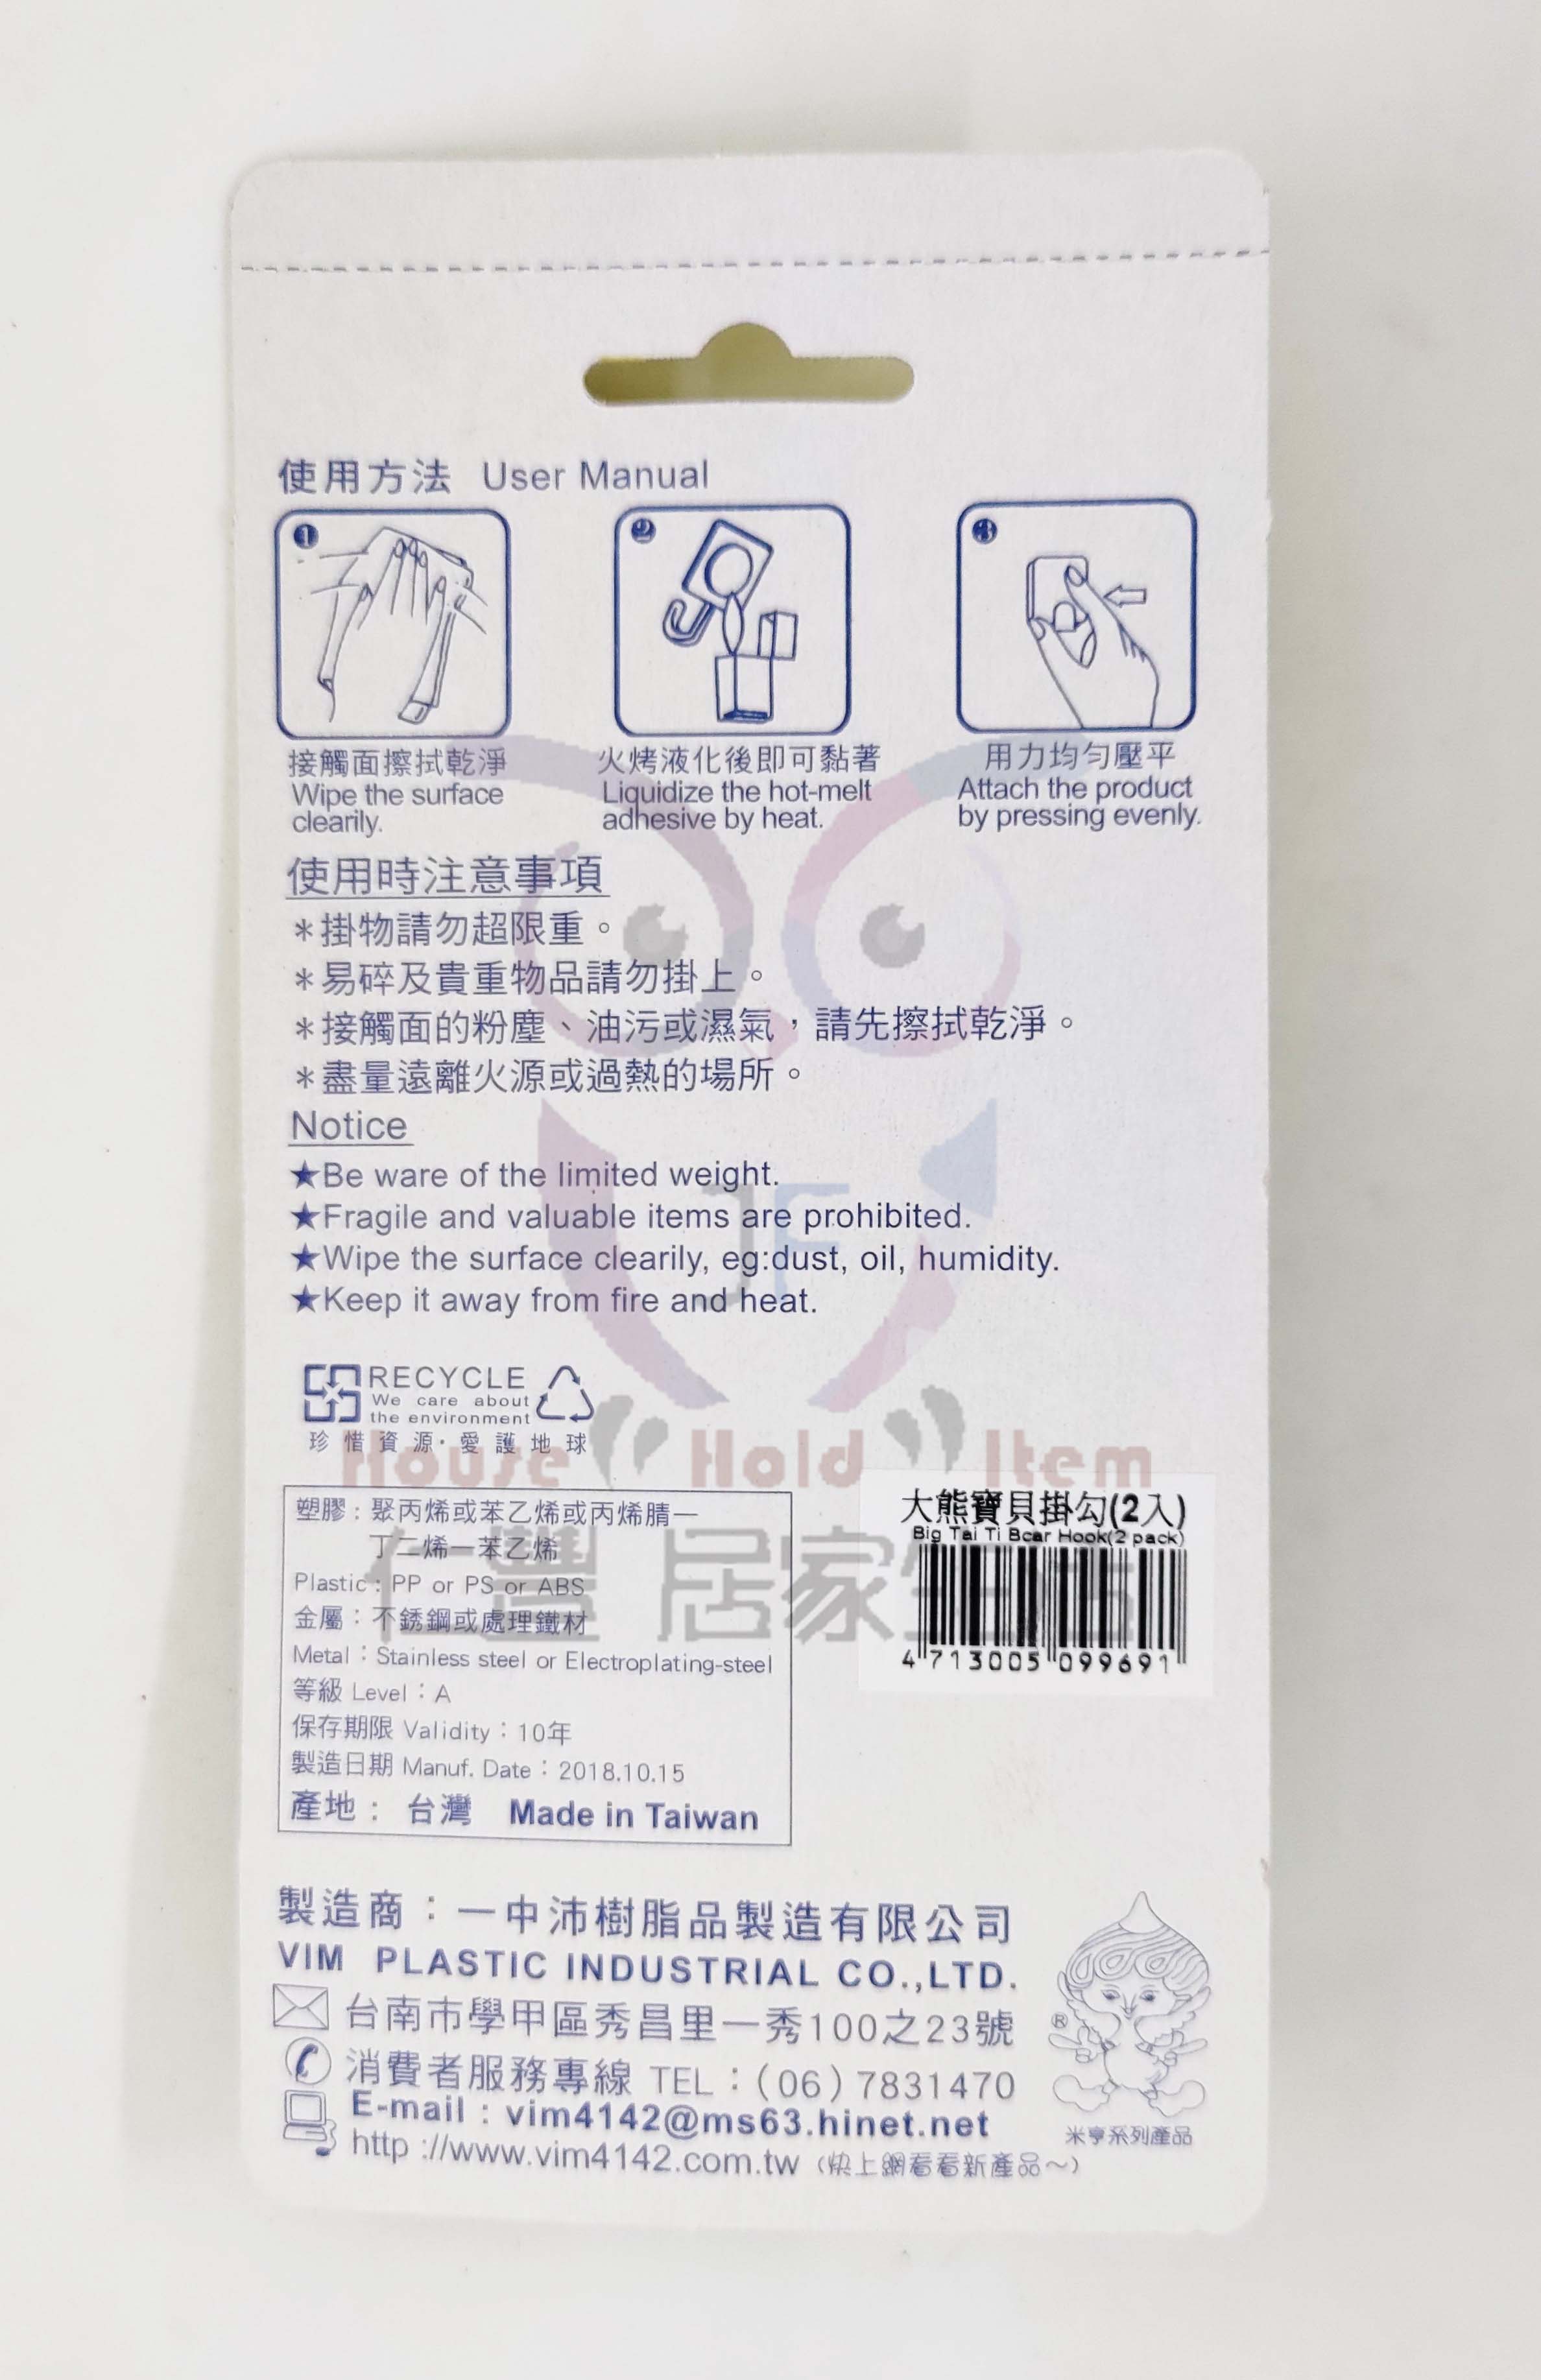 使用方法 User Manual
1
2
3
接觸面擦拭乾淨
Wipe the surface
clearily.
火烤液化後即可黏著
Liquidize the hot-melt
adhesive by heat.
用力均勻壓平
Attach the product
by pressing evenly.
使用時注意事項
*掛物請勿超限重。
*易碎及貴重物品請勿掛上。
*接觸面的粉塵、油污或濕氣，請先擦拭乾淨。
*盡量遠離火源或過熱的場所。
Notice
★Be ware of the limited weight.
★Fragile and valuable items are prohibited.
★Wipe the surface clearily, eg:dust, oil, humidity.
★Keep it away from fire and heat.
JF
RECYCLE
We care about
the environment
珍惜資源·愛護地球
House Hold Item
仁豐 居家生活
塑膠：聚丙烯或苯乙烯或丙烯腈一
丁二烯一苯乙烯
Plastic：PP or PS or ABS
金屬：不銹鋼或處理鐵材
Metal：Stainless steel or Electroplating-steel
等級 Level：A
保存期限 Validity：10年
製造日期 Manuf. Date：2018.10.15
產地： 台灣 Made in Taiwan
大熊寶貝掛勾(2入)
Big Tai Ti Bear Hook(2 pack)
4 713005 099691
製造商：一中沛樹脂品製造有限公司
VIM PLASTIC INDUSTRIAL CO.,LTD.
台南市學甲區秀昌里一秀100之23號
消費者服務專線 TEL：(06)7831470
E-mail : vim4142@ms63.hinet.net
http ://www.vim4142.com.tw (快上網看看新產品～)
®
米亨系列產品